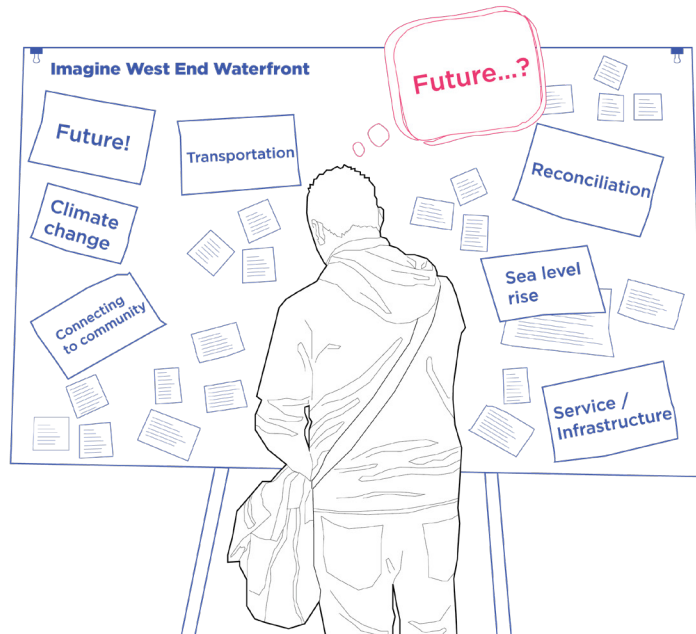 Imagine West End Waterfront
Future...?
Future!
Transportation
Reconciliation
Climate
change
Sea level
rise
Connecting
to community
Service /
Infrastructure